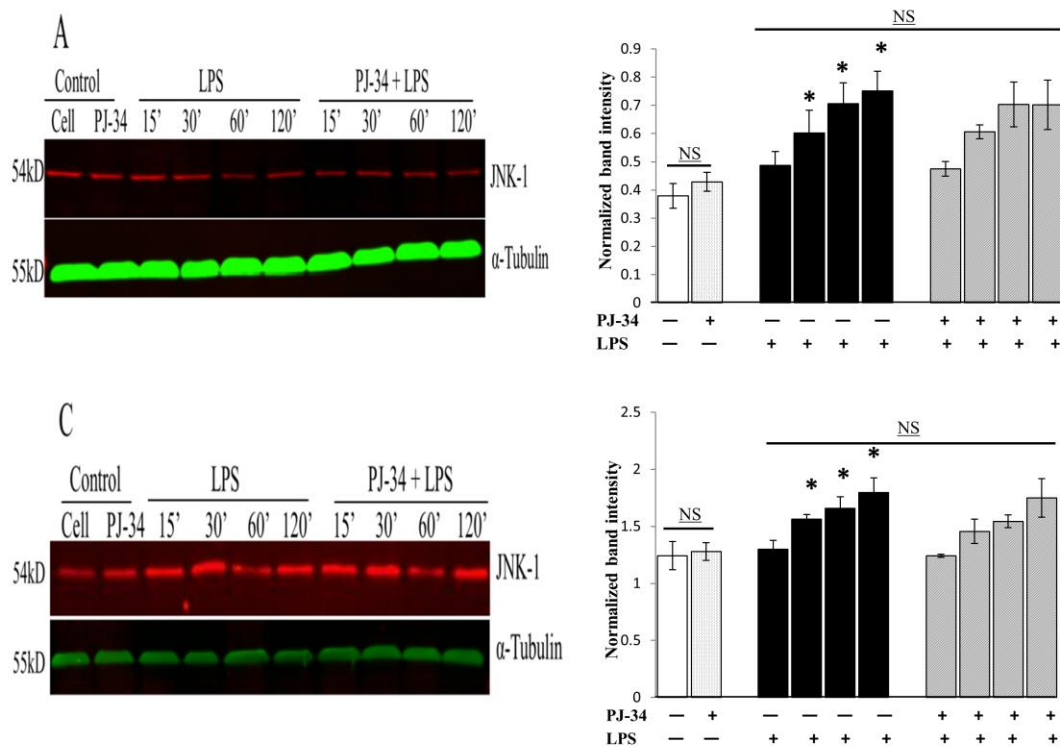 A
Control LPS PJ-34 + LPS
Cell PJ-34 15’ 30’ 60’ 120’ 15’ 30’ 60’ 120’
54kD JNK-1
55kD α-Tubulin
NS
0.9
0.8
0.7
0.6
0.5
0.4
0.3
0.2
0.1
0
Normalized band intensity
NS
* * *
PJ-34 — + — — — — + + + +
LPS — — + + + + + + + +
C
Control LPS PJ-34 + LPS
Cell PJ-34 15’ 30’ 60’ 120’ 15’ 30’ 60’ 120’
54kD JNK-1
55kD α-Tubulin
2.5
2
1.5
1
0.5
0
Normalized band intensity
NS
NS
* * *
PJ-34 — + — — — — + + + +
LPS — — + + + + + + + +